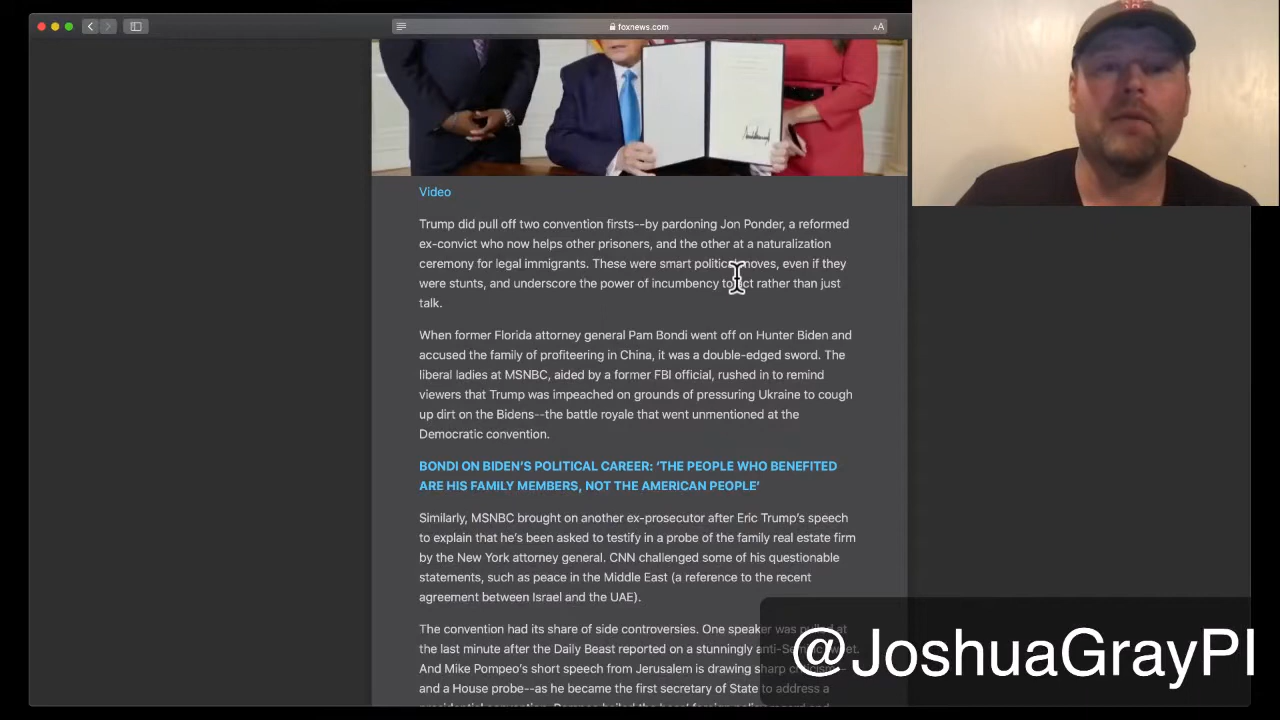 foxnews.com
AA
Video
Trump did pull off two convention firsts--by pardoning Jon Ponder, a reformed
ex-convict who now helps other prisoners, and the other at a naturalization
ceremony for legal immigrants. These were smart political moves, even if they
were stunts, and underscore the power of incumbency to act rather than just
talk.
When former Florida attorney general Pam Bondi went off on Hunter Biden and
accused the family of profiteering in China, it was a double-edged sword. The
liberal ladies at MSNBC, aided by a former FBI official, rushed in to remind
viewers that Trump was impeached on grounds of pressuring Ukraine to cough
up dirt on the Bidens--the battle royale that went unmentioned at the
Democratic convention.
BONDI ON BIDEN'S POLITICAL CAREER: 'THE PEOPLE WHO BENEFITED
ARE HIS FAMILY MEMBERS, NOT THE AMERICAN PEOPLE'
Similarly, MSNBC brought on another ex-prosecutor after Eric Trump's speech
to explain that he's been asked to testify in a probe of the family real estate firm
by the New York attorney general. CNN challenged some of his questionable
statements, such as peace in the Middle East (a reference to the recent
agreement between Israel and the UAE).
The convention had its share of side controversies. One speaker was pulled at
the last minute after the Daily Beast reported on a stunningly anti-Semitic tweet.
And Mike Pompeo's short speech from Jerusalem is drawing sharp criticism--
and a House probe--as he became the first secretary of State to address a
@JoshuaGrayPI